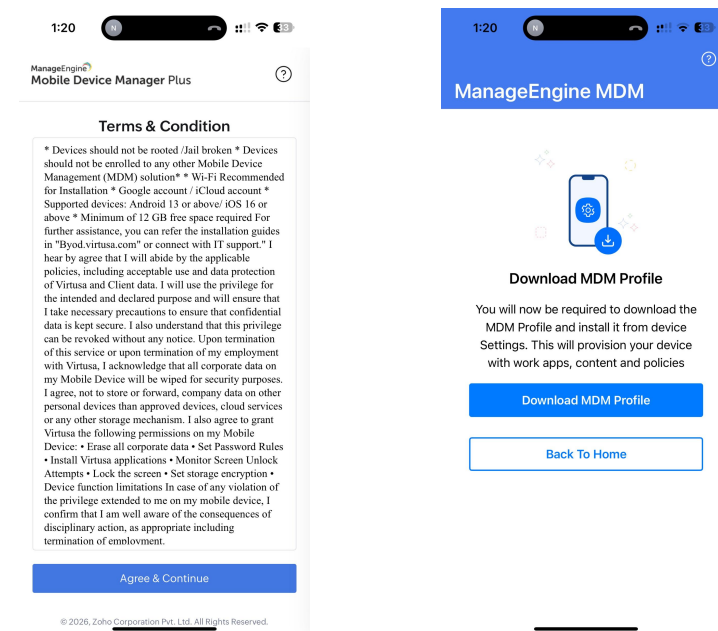 1:20
N
33
ManageEngine
Mobile Device Manager Plus
?
Terms & Condition
* Devices should not be rooted /Jail broken * Devices
should not be enrolled to any other Mobile Device
Management (MDM) solution* * Wi-Fi Recommended
for Installation * Google account / iCloud account *
Supported devices: Android 13 or above/ iOS 16 or
above * Minimum of 12 GB free space required For
further assistance, you can refer the installation guides
in "Byod.virtusa.com" or connect with IT support." I
hear by agree that I will abide by the applicable
policies, including acceptable use and data protection
of Virtusa and Client data. I will use the privilege for
the intended and declared purpose and will ensure that
I take necessary precautions to ensure that confidential
data is kept secure. I also understand that this privilege
can be revoked without any notice. Upon termination
of this service or upon termination of my employment
with Virtusa, I acknowledge that all corporate data on
my Mobile Device will be wiped for security purposes.
I agree, not to store or forward, company data on other
personal devices than approved devices, cloud services
or any other storage mechanism. I also agree to grant
Virtusa the following permissions on my Mobile
Device: • Erase all corporate data • Set Password Rules
• Install Virtusa applications • Monitor Screen Unlock
Attempts • Lock the screen • Set storage encryption •
Device function limitations In case of any violation of
the privilege extended to me on my mobile device, I
confirm that I am well aware of the consequences of
disciplinary action, as appropriate including
termination of employment.
Agree & Continue
© 2026, Zoho Corporation Pvt. Ltd. All Rights Reserved.
1:20
N
33
?
ManageEngine MDM
Download MDM Profile
You will now be required to download the
MDM Profile and install it from device
Settings. This will provision your device
with work apps, content and policies
Download MDM Profile
Back To Home